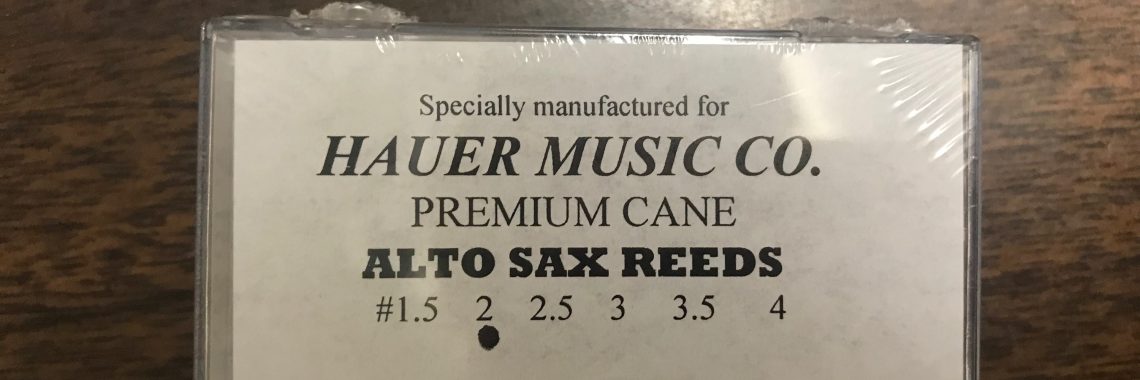 Specially manufactured for
HAUER MUSIC CO.
PREMIUM CANE
ALTO SAX REEDS
#1.5 2 2.5 3 3.5 4